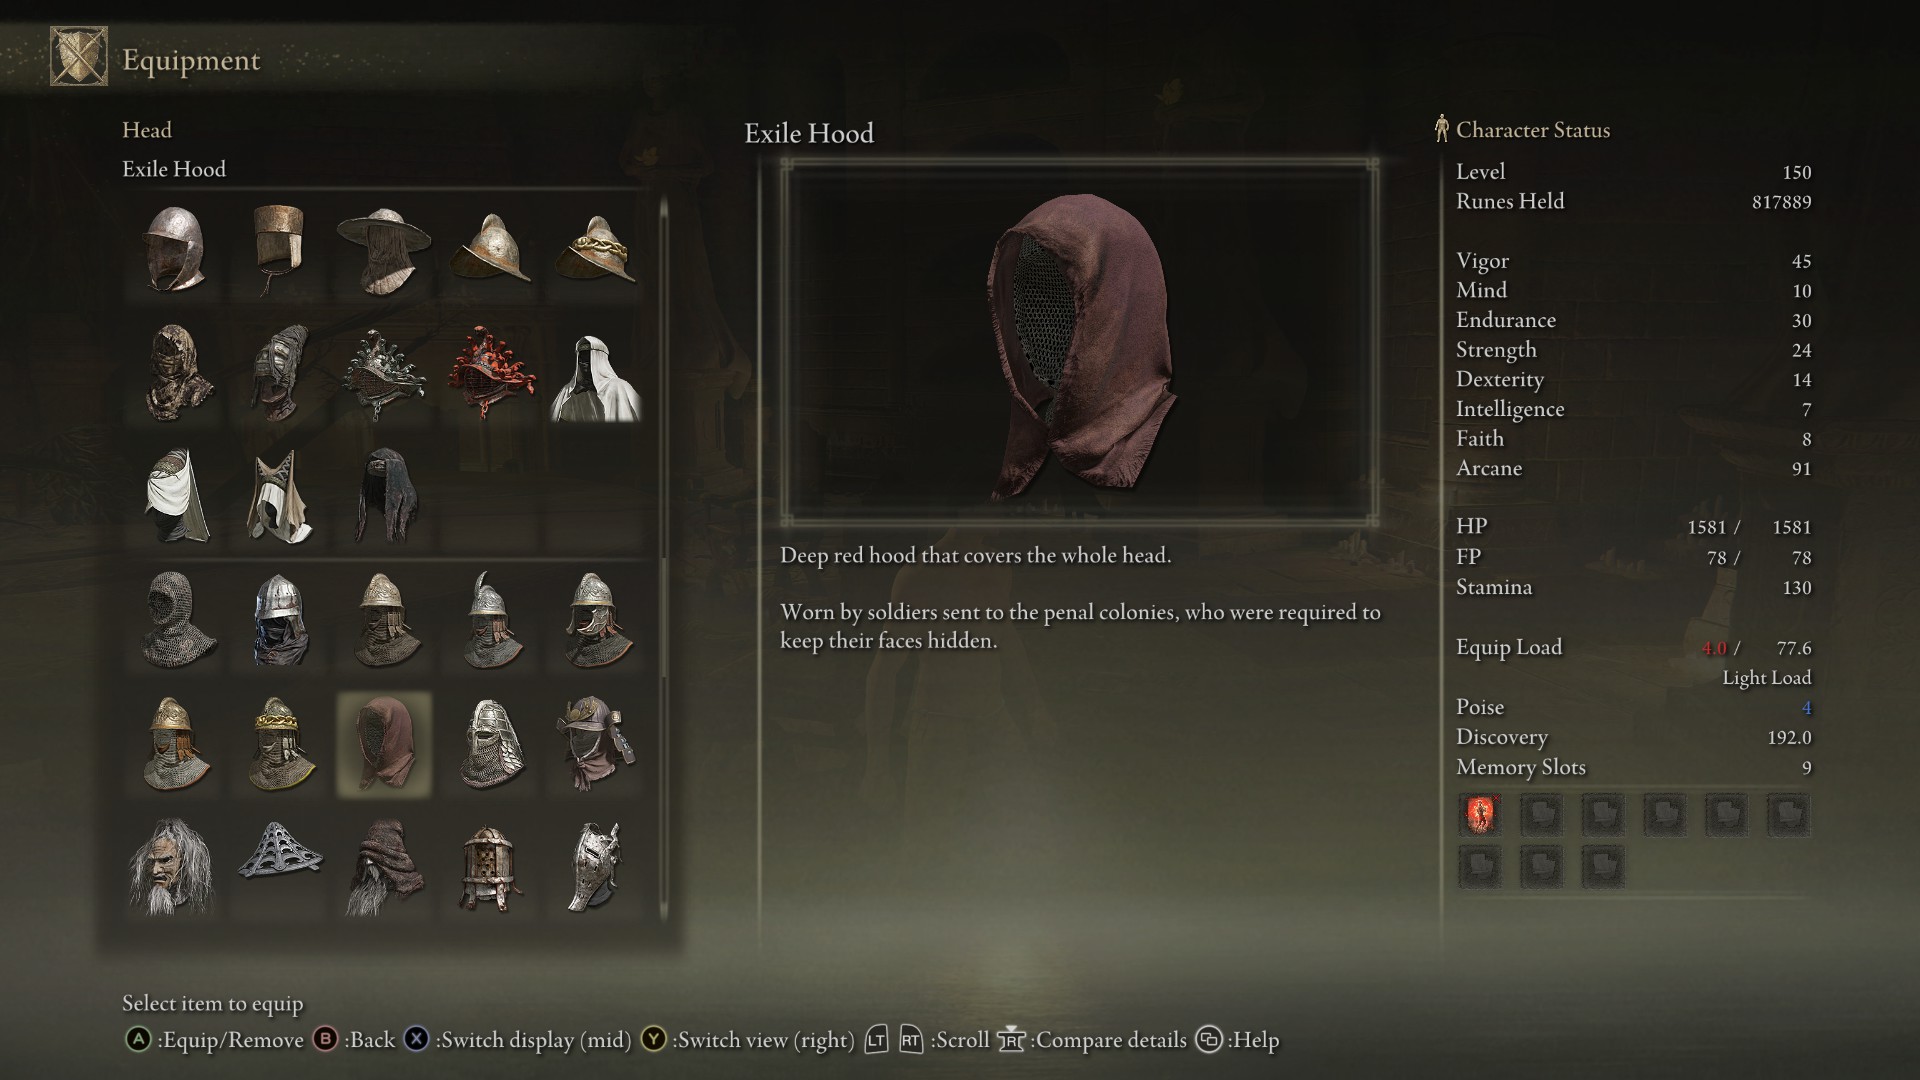 Equipment
Head
Exile Hood
Exile Hood
Deep red hood that covers the whole head.
Worn by soldiers sent to the penal colonies, who were required to
keep their faces hidden.
Character Status
Level 150
Runes Held 817889
Vigor 45
Mind 10
Endurance 30
Strength 24
Dexterity 14
Intelligence 7
Faith 8
Arcane 91
HP 1581 / 1581
FP 78 / 78
Stamina 130
Equip Load 4.0 / 77.6
Light Load
Poise 4
Discovery 192.0
Memory Slots 9
Select item to equip
A :Equip/Remove B :Back X :Switch display (mid) Y :Switch view (right) LT RT :Scroll R :Compare details :Help